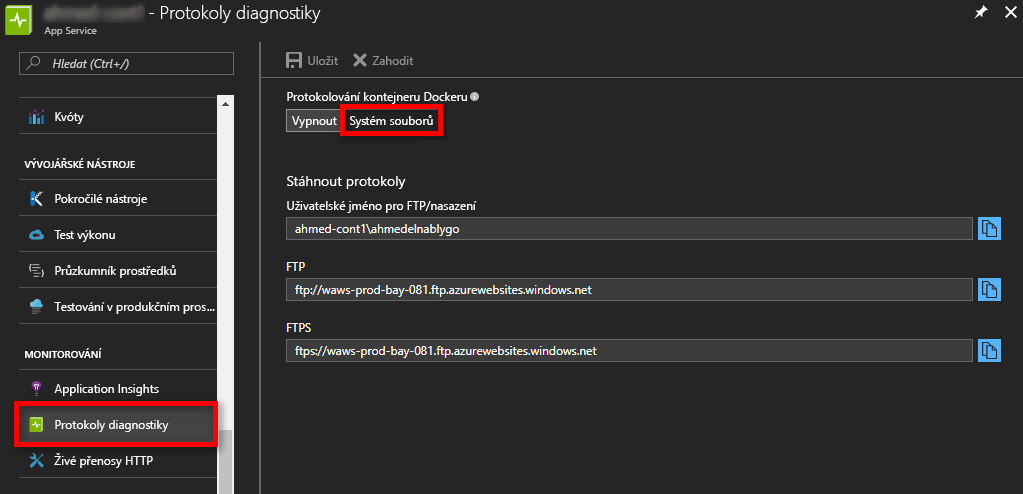 - Protokoly diagnostiky
App Service
Hledat (Ctrl+/)
Kvóty
VÝVOJÁŘSKÉ NÁSTROJE
Pokročilé nástroje
Test výkonu
Průzkumník prostředků
Testování v produkčním pros...
MONITOROVÁNÍ
Application Insights
Protokoly diagnostiky
Živé přenosy HTTP
Uložit Zahodit
Protokolování kontejneru Dockeru
Vypnout Systém souborů
Stáhnout protokoly
Uživatelské jméno pro FTP/nasazení
ahmed-cont1\ahmedelnablygo
FTP
ftp://waws-prod-bay-081.ftp.azurewebsites.windows.net
FTPS
ftps://waws-prod-bay-081.ftp.azurewebsites.windows.net